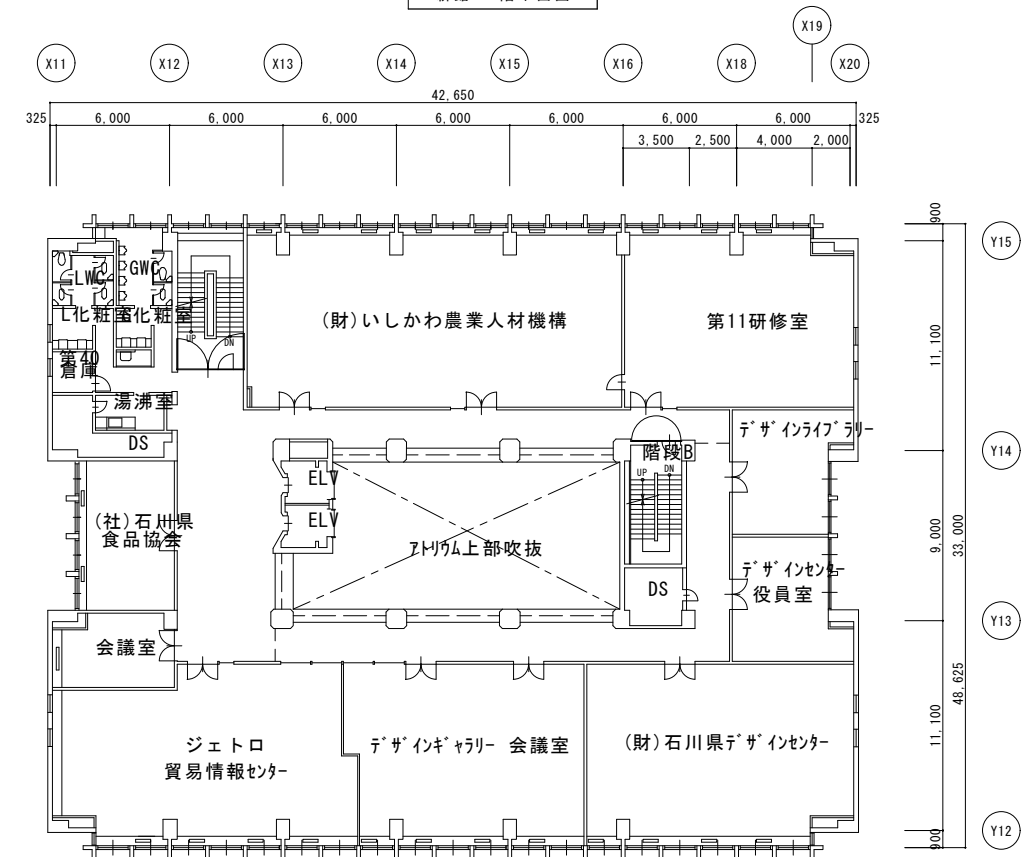 X19
X11
X12
X13
X14
X15
X16
X18
X20
42,650
325
6,000
6,000
6,000
6,000
6,000
6,000
6,000
325
3,500
2,500
4,000
2,000
900
Y15
LWC
GWC
L化粧室
G化粧室
UP
DN
(財)いしかわ農業人材機構
第11研修室
11,100
第40
倉庫
湯沸室
DS
デザインライブラリー
階段B
UP
DN
Y14
ELV
ELV
(社)石川県
食品協会
アトリウム上部吹抜
9,000
33,000
デザインセンター
役員室
DS
Y13
会議室
48,625
11,100
ジェトロ
貿易情報センター
デザインギャラリー 会議室
(財)石川県デザインセンター
900
Y12